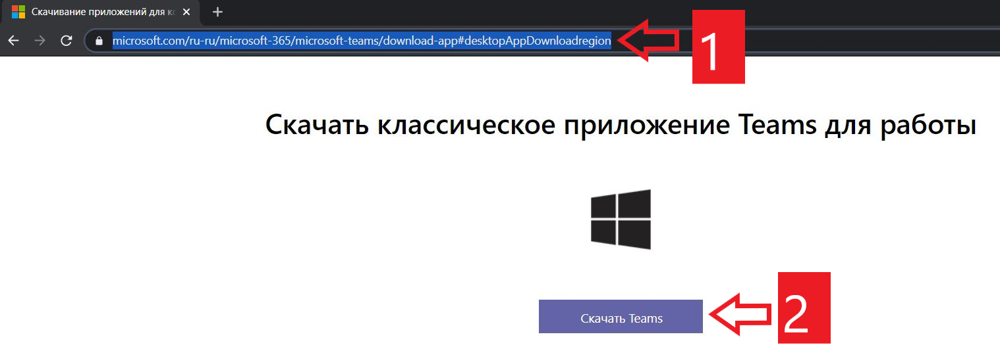 Скачивание приложений для ко
microsoft.com/ru-ru/microsoft-365/microsoft-teams/download-app#desktopAppDownloadregion
1
Скачать классическое приложение Teams для работы
Скачать Teams
2